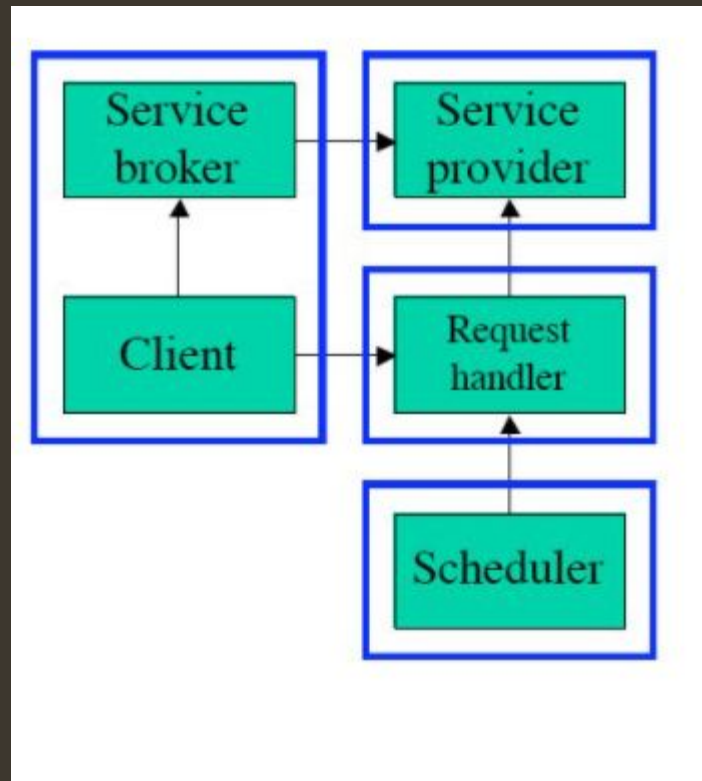 Service
broker
Service
provider
Client
Request
handler
Scheduler